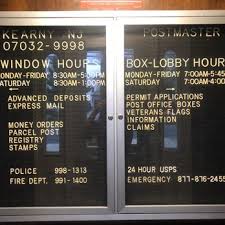 KEARNY NJ
07032-9998
WINDOW HOURS
MONDAY-FRIDAY 8:30AM-5:00PM
SATURDAY 8:30AM-1:00PM
ADVANCED DEPOSITS
EXPRESS MAIL
MONEY ORDERS
PARCEL POST
REGISTRY
STAMPS
POLICE 998-1313
FIRE DEPT. 991-1400
POSTMASTER
BOX-LOBBY HOUR
MONDAY-FRIDAY 7:00AM-5:45
SATURDAY 7:00AM-4:00
PERMIT APPLICATIONS
POST OFFICE BOXES
VETERANS FLAGS
INFORMATION
CLAIMS
24 HOUR USPS
EMERGENCY 877-876-2455